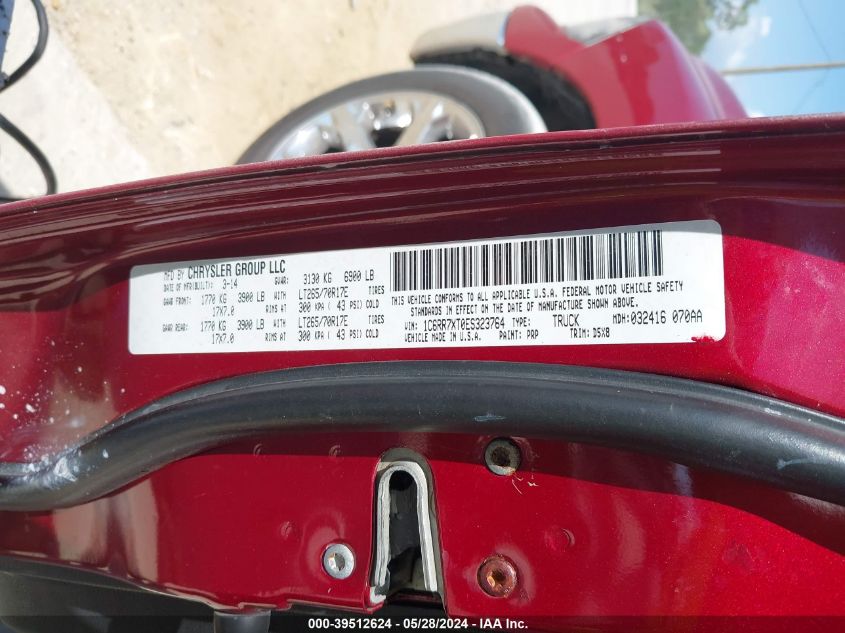 MFD BY CHRYSLER GROUP LLC
DATE OF MFR(BUILT): 3-14 GVWR: 3130 KG 6900 LB
GAWR FRONT: 1770 KG 3900 LB WITH LT265/70R17E TIRES
17X7.0 RIMS AT 300 KPA ( 43 PSI) COLD
GAWR REAR: 1770 KG 3900 LB WITH LT265/70R17E TIRES
17X7.0 RIMS AT 300 KPA ( 43 PSI) COLD
THIS VEHICLE CONFORMS TO ALL APPLICABLE U.S.A. FEDERAL MOTOR VEHICLE SAFETY
STANDARDS IN EFFECT ON THE DATE OF MANUFACTURE SHOWN ABOVE.
VIN: 1C6RR7XT0ES323764 TYPE: TRUCK MDH:032416 070AA
VEHICLE MADE IN U.S.A. PAINT: PRP TRIM: D5X8
000-39512624 - 05/28/2024 - IAAI.com